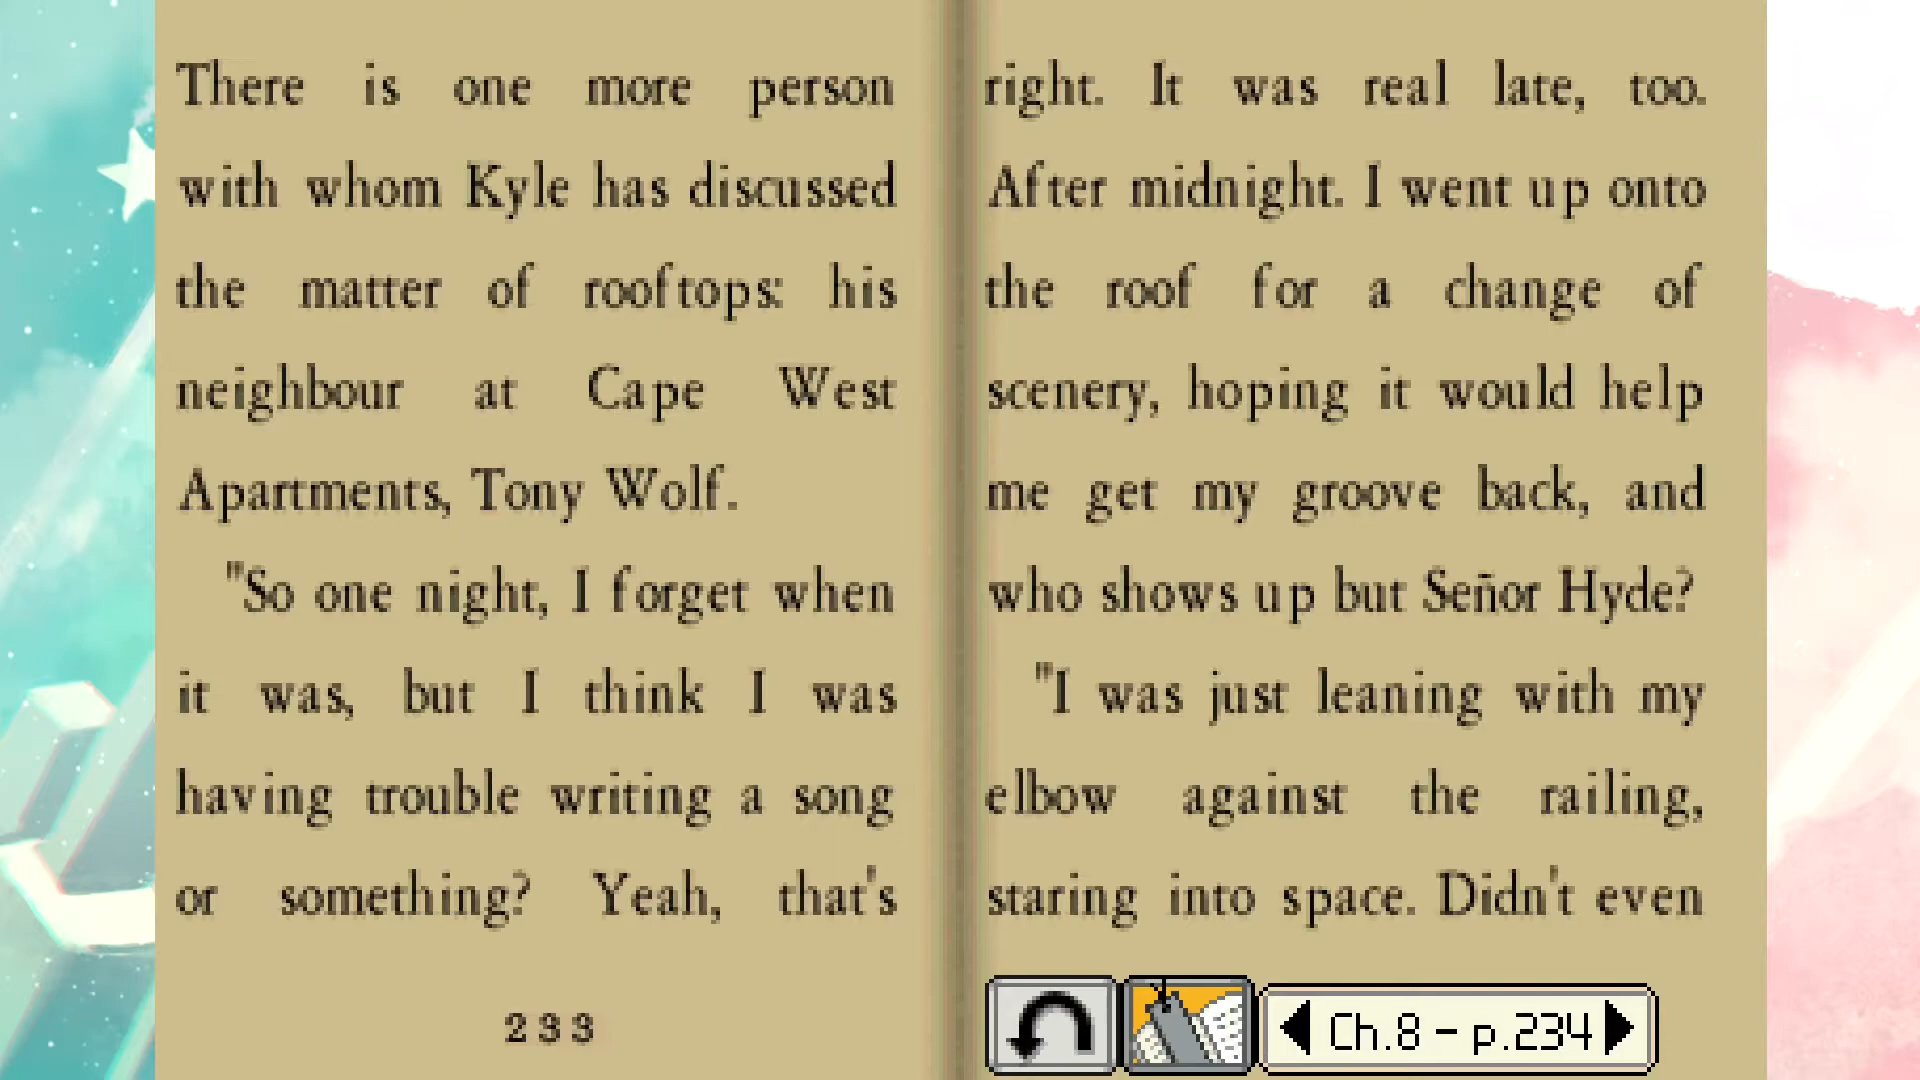 There is one more person
with whom Kyle has discussed
the matter of rooftops: his
neighbour at Cape West
Apartments, Tony Wolf.
"So one night, I forget when
it was, but I think I was
having trouble writing a song
or something? Yeah, that's
233
right. It was real late, too.
After midnight. I went up onto
the roof for a change of
scenery, hoping it would help
me get my groove back, and
who shows up but Señor Hyde?
"I was just leaning with my
elbow against the railing,
staring into space. Didn't even
Ch.8 - p.234